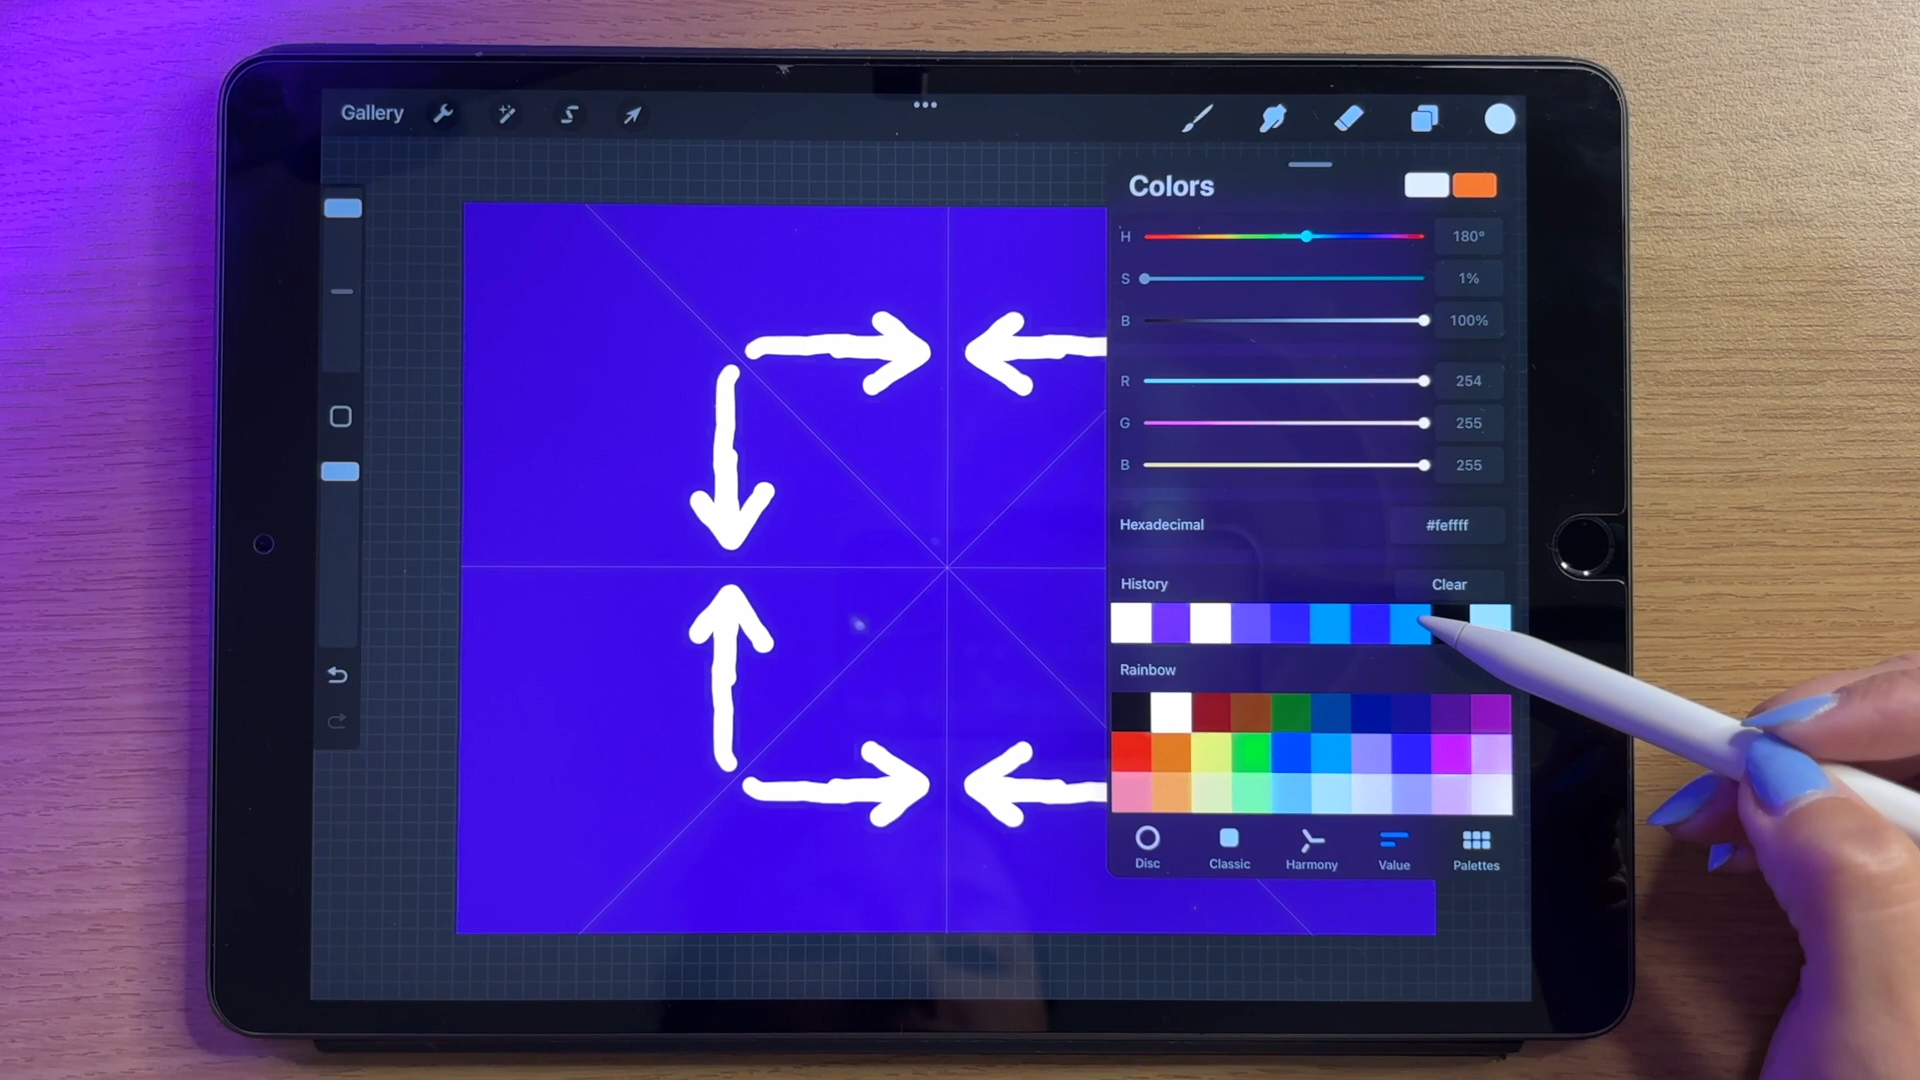 Gallery
Colors
H 180°
S 1%
B 100%
R 254
G 255
B 255
Hexadecimal #feffff
History Clear
Rainbow
Disc Classic Harmony Value Palettes